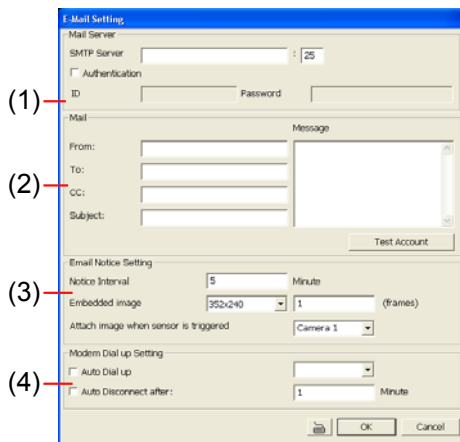 E-Mail Setting
Mail Server
SMTP Server : 25
Authentication
(1)
ID Password
Mail
Message
From:
To:
(2)
CC:
Subject:
Test Account
Email Notice Setting
Notice Interval 5 Minute
(3)
Embedded image 352x240 1 (frames)
Attach image when sensor is triggered Camera 1
Modem Dial up Setting
Auto Dial up
(4)
Auto Disconnect after: 1 Minute
OK Cancel